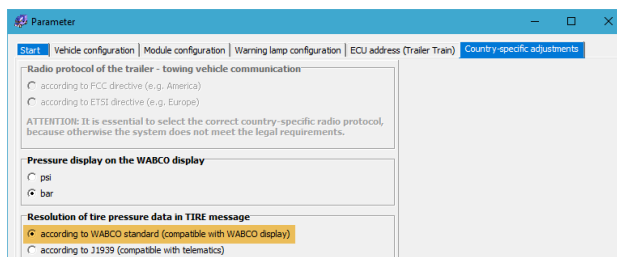 Parameter
Start Vehicle configuration Module configuration Warning lamp configuration ECU address (Trailer Train) Country-specific adjustments
Radio protocol of the trailer - towing vehicle communication
according to FCC directive (e.g. America)
according to ETSI directive (e.g. Europe)
ATTENTION: It is essential to select the correct country-specific radio protocol,
because otherwise the system does not meet the legal requirements.
Pressure display on the WABCO display
psi
bar
Resolution of tire pressure data in TIRE message
according to WABCO standard (compatible with WABCO display)
according to J1939 (compatible with telematics)